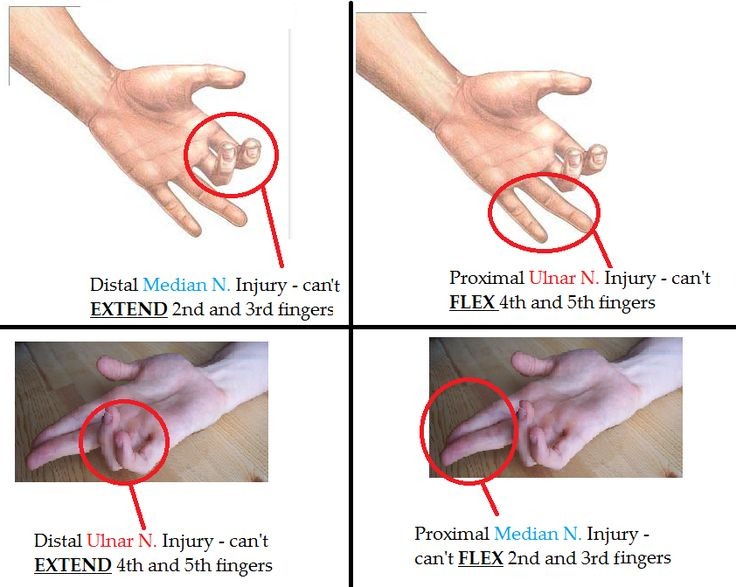 Distal Median N. Injury - can't
EXTEND 2nd and 3rd fingers
Proximal Ulnar N. Injury - can't
FLEX 4th and 5th fingers
Distal Ulnar N. Injury - can't
EXTEND 4th and 5th fingers
Proximal Median N. Injury -
can't FLEX 2nd and 3rd fingers